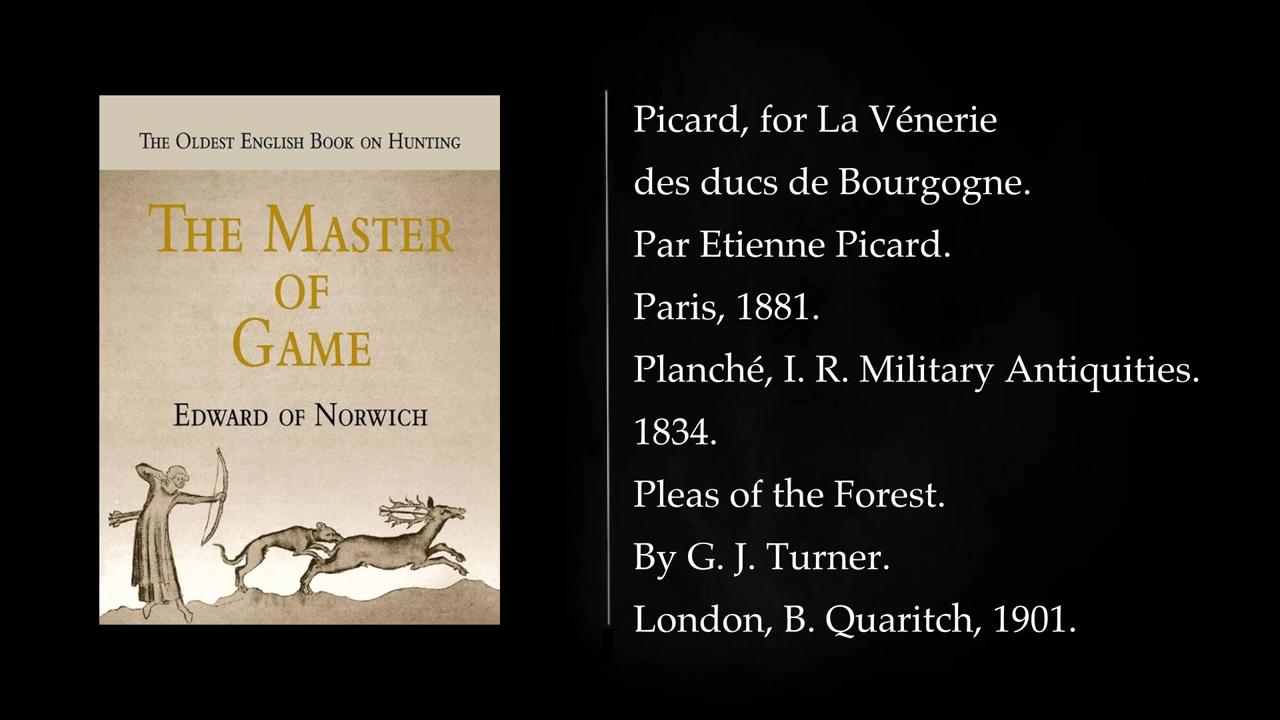 The Oldest English Book on Hunting
The Master
of
Game
Edward of Norwich
Picard, for La Vénerie
des ducs de Bourgogne.
Par Etienne Picard.
Paris, 1881.
Planché, I. R. Military Antiquities.
1834.
Pleas of the Forest.
By G. J. Turner.
London, B. Quaritch, 1901.